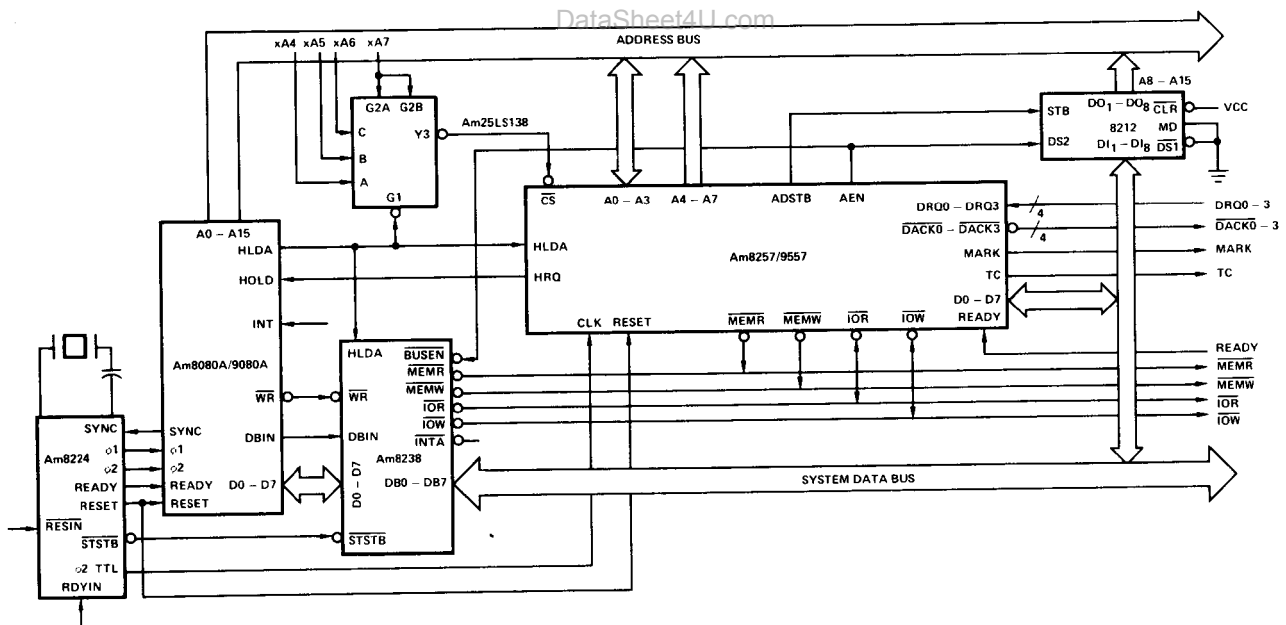 DataSheet4U.com
ADDRESS BUS
xA4 xA5 xA6 xA7
G2A G2B
Am25LS138
C
Y3
B
A
G1
A8 – A15
STB
DO1 – DO8
CLR
VCC
8212
MD
DS2
DI1 – DI8
DS1
A0 – A15
HLDA
HOLD
INT
Am8080A/9080A
WR
SYNC
DBIN
φ1
φ2
READY
D0 – D7
RESET
CS
A0 – A3
A4 – A7
ADSTB
AEN
DRQ0 – DRQ3
4
DRQ0 – 3
DACK0 – DACK3
4
DACK0 – 3
HLDA
Am8257/9557
MARK
MARK
HRQ
TC
TC
D0 – D7
CLK RESET
MEMR
MEMW
IOR
IOW
READY
READY
MEMR
MEMW
IOR
IOW
HLDA
BUSEN
MEMR
MEMW
WR
IOR
IOW
DBIN
INTA
Am8238
D0 – D7
DB0 – DB7
STSTB
SYSTEM DATA BUS
SYNC
Am8224
φ1
φ2
READY
RESET
RESIN
STSTB
φ2 TTL
RDYIN